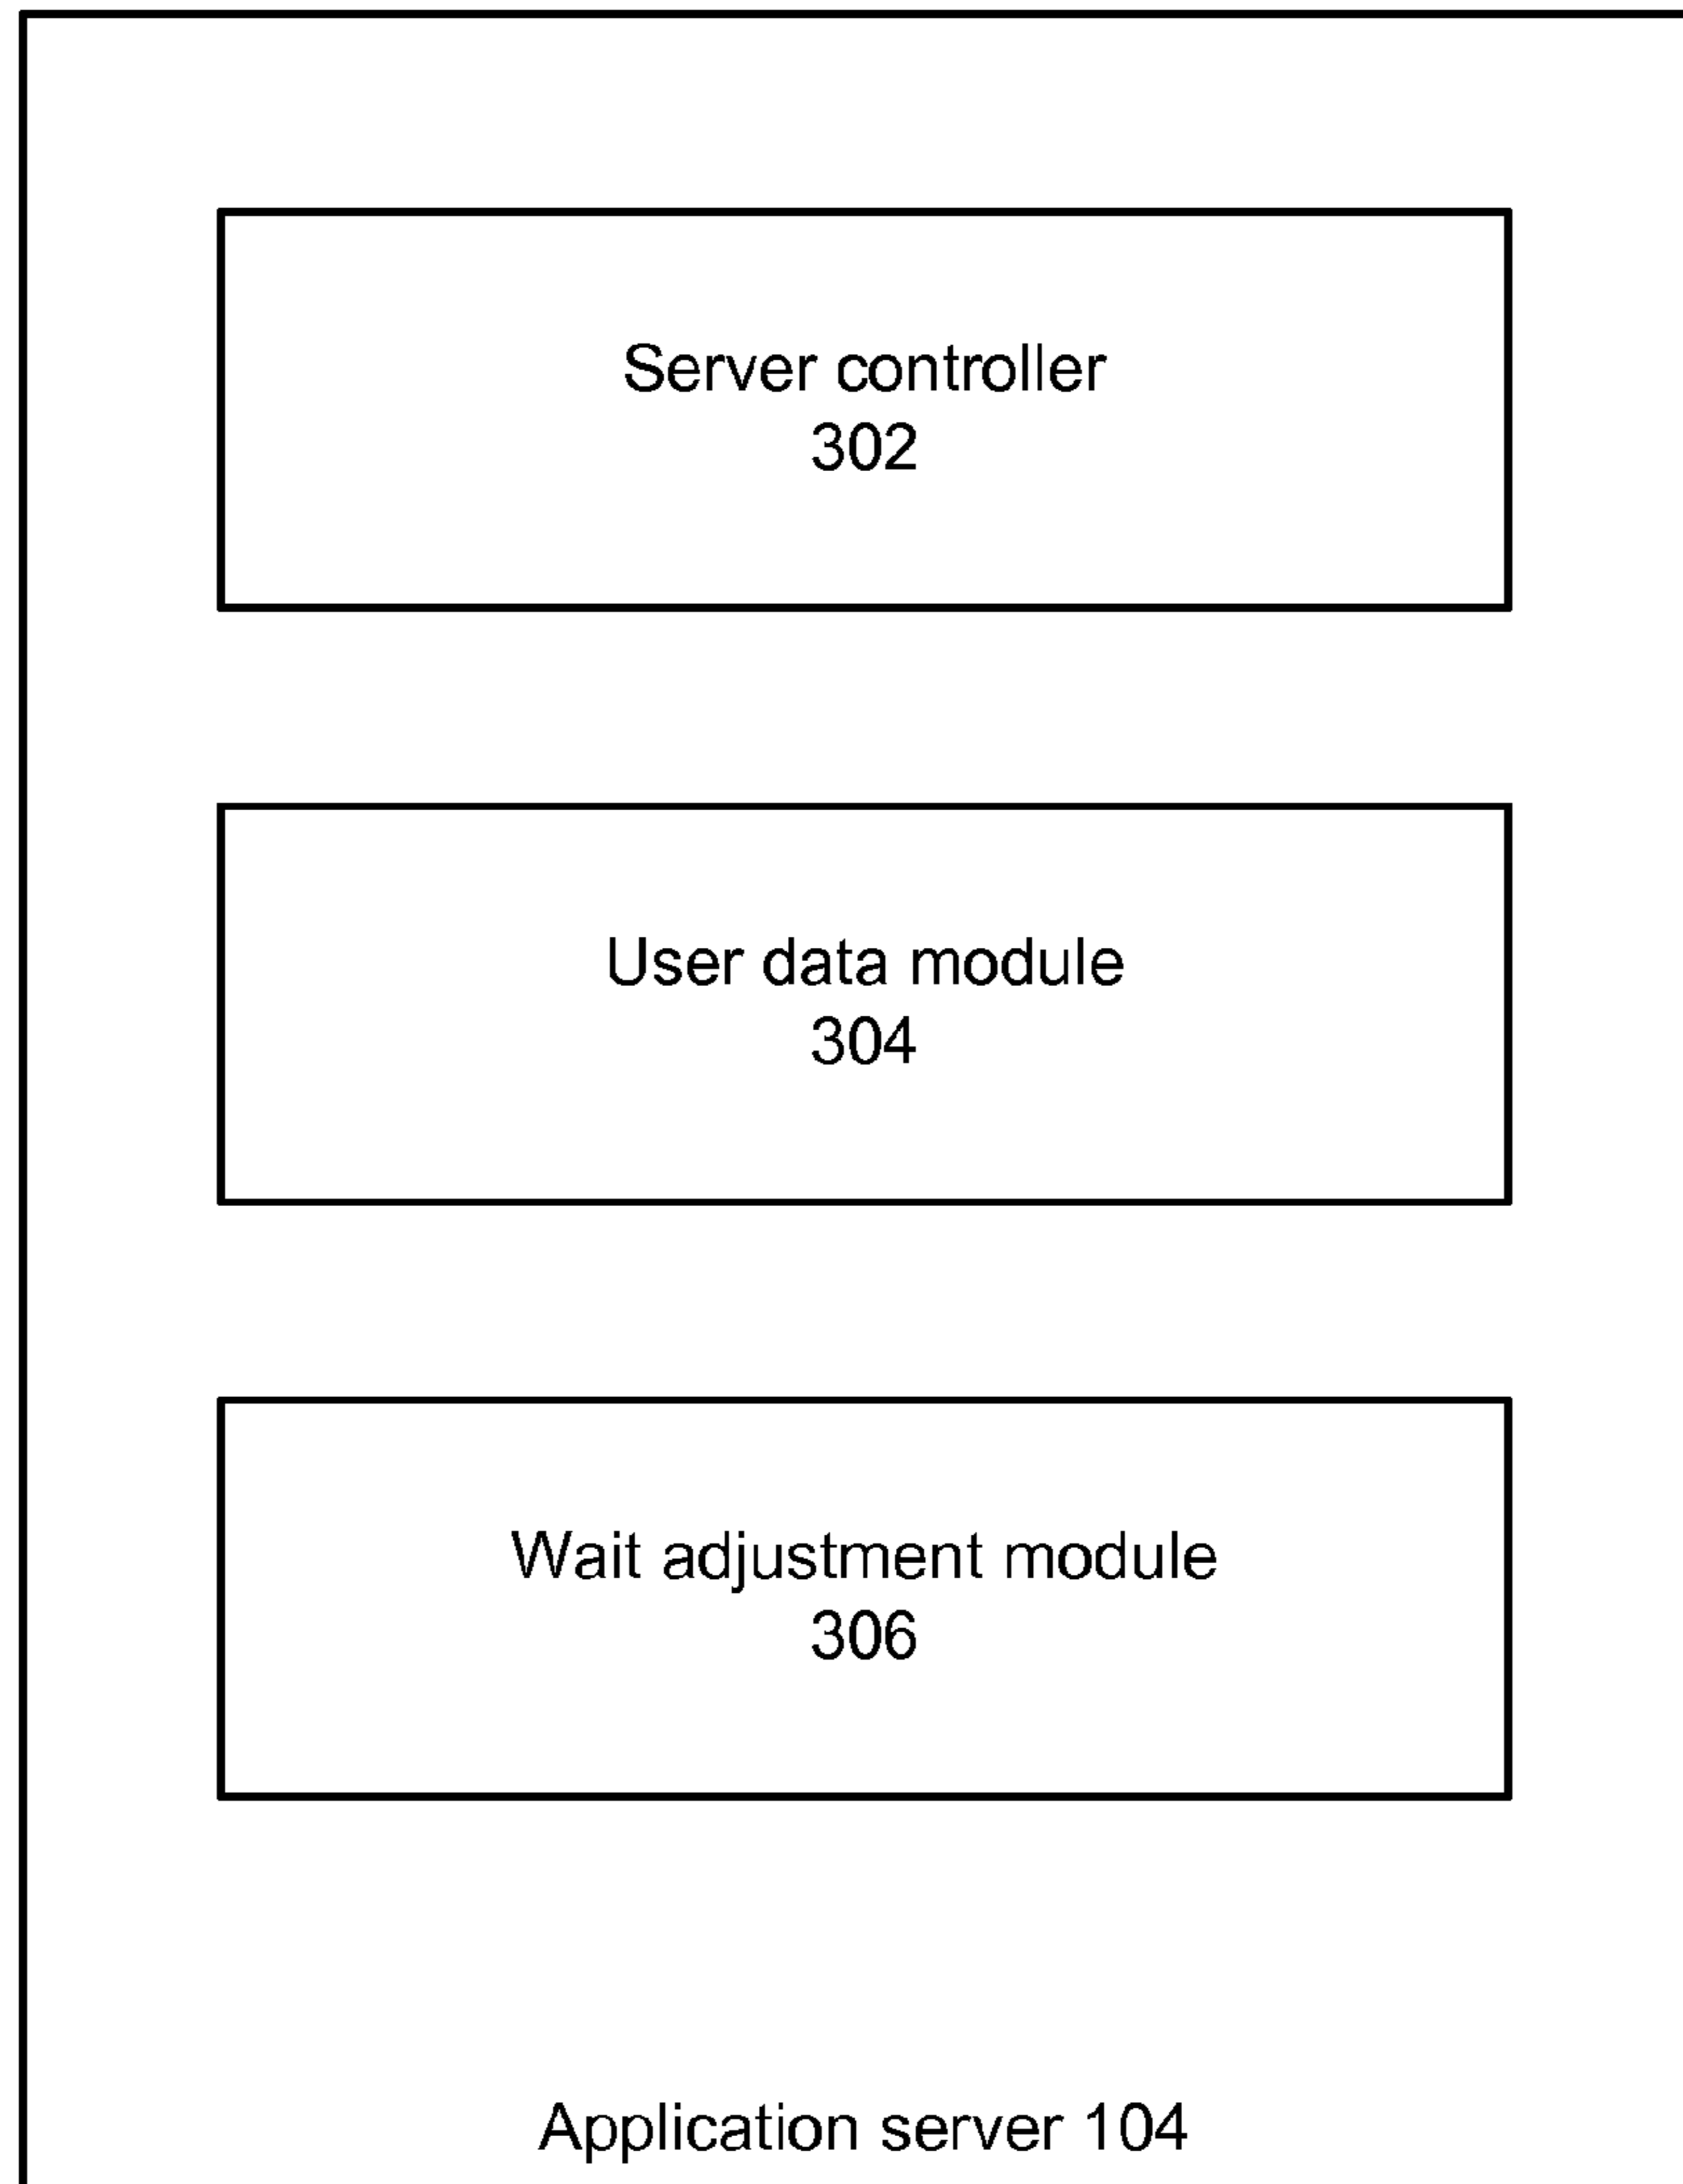 Server controller
302
User data module
304
Wait adjustment module
306
Application server 104